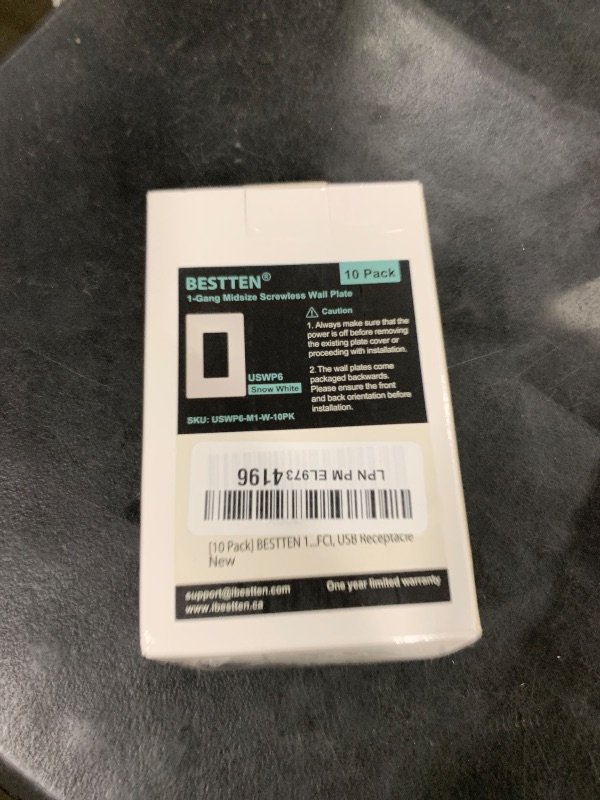 BESTTEN®
10 Pack
1-Gang Midsize Screwless Wall Plate
USWP6
Snow White
SKU: USWP6-M1-W-10PK
Caution
1. Always make sure that the
power is off before removing
the existing plate cover or
proceeding with installation.
2. The wall plates come
packaged backwards.
Please ensure the front
and back orientation before
installation.
LPN PM EL9734196
[10 Pack] BESTTEN 1...FCI, USB Receptacle
New
support@ibestten.com
www.ibestten.ca
One year limited warranty